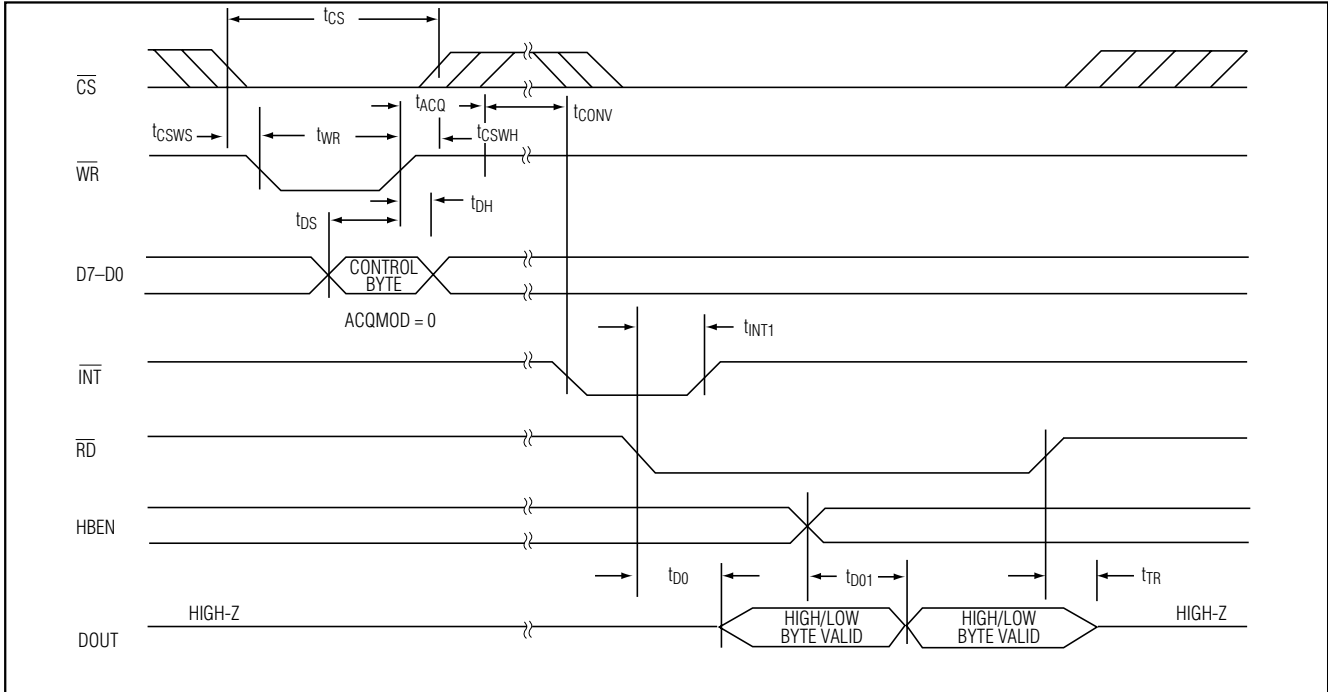 tCS
CS
tACQ
tCONV
tCSWS
tWR
tCSWH
WR
tDH
tDS
D7–D0
CONTROL
BYTE
ACQMOD = 0
tINT1
INT
RD
HBEN
tD0
tD01
tTR
HIGH-Z
HIGH/LOW
BYTE VALID
HIGH/LOW
BYTE VALID
HIGH-Z
DOUT